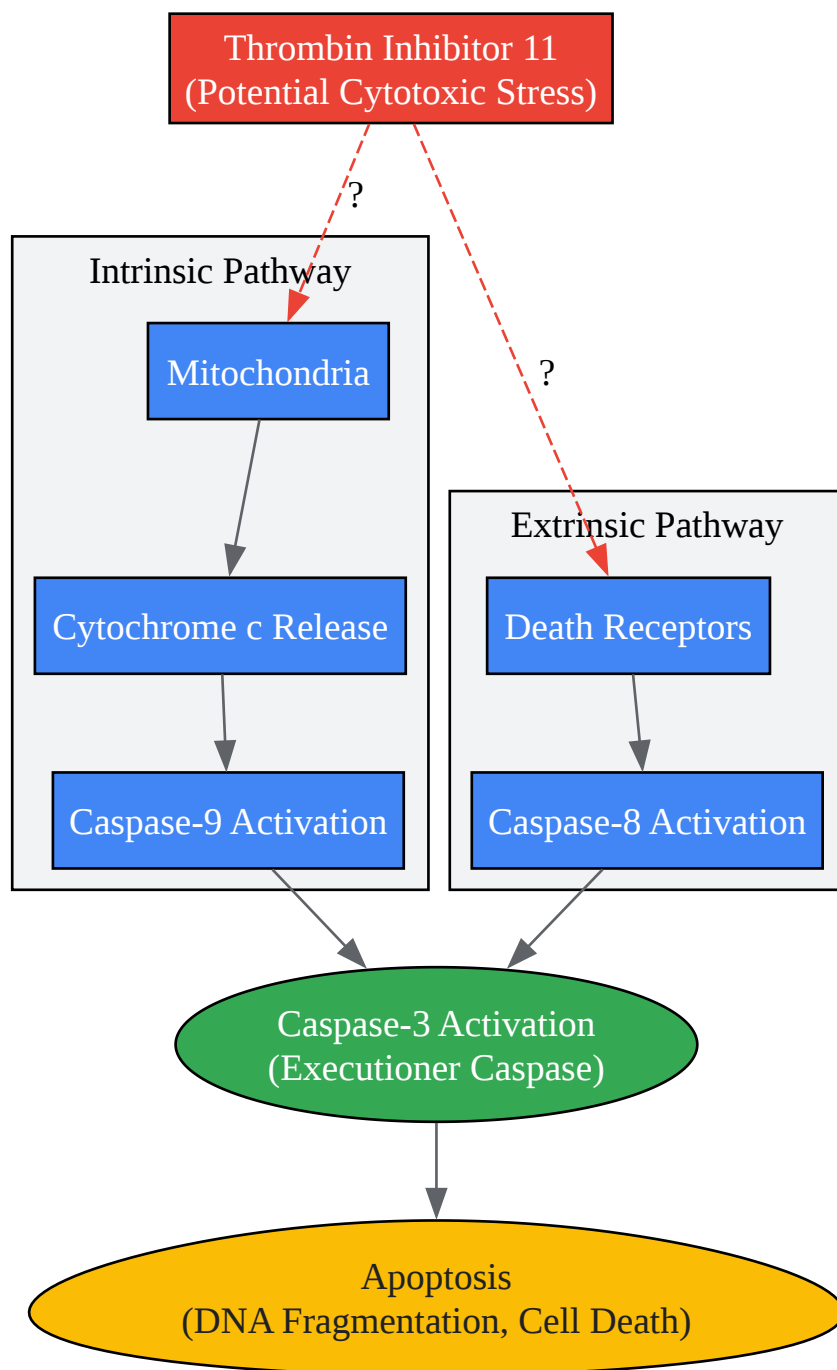 Thrombin Inhibitor 11
(Potential Cytotoxic Stress)
?
Intrinsic Pathway
Mitochondria
?
Extrinsic Pathway
Cytochrome c Release
Death Receptors
Caspase-9 Activation
Caspase-8 Activation
Caspase-3 Activation
(Executioner Caspase)
Apoptosis
(DNA Fragmentation, Cell Death)